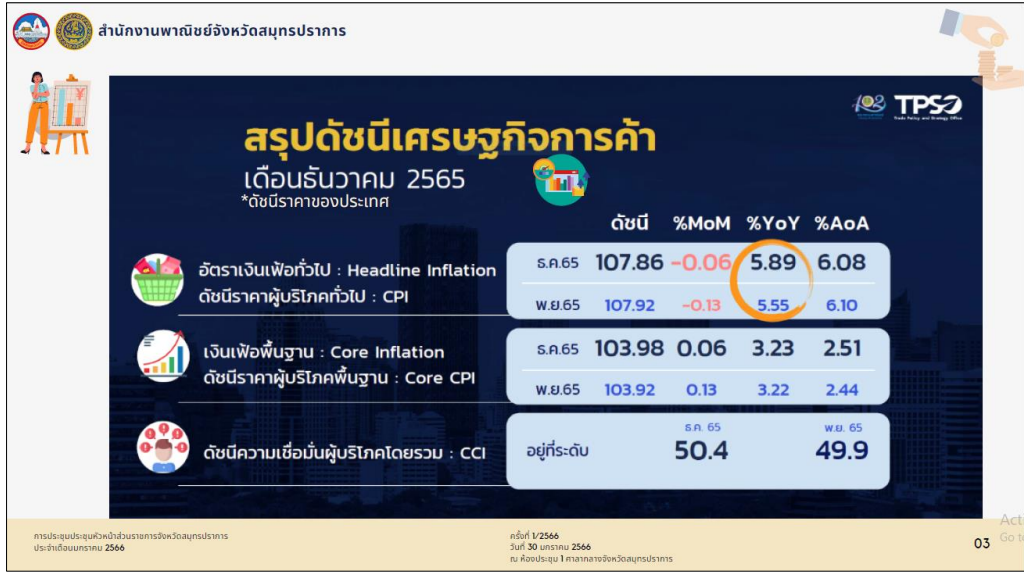 สำนักงานพาณิชย์จังหวัดสมุทรปราการ
TPSO
Trade Policy and Strategy Office
สรุปดัชนีเศรษฐกิจการค้า
เดือนธันวาคม 2565
*ดัชนีราคาของประเทศ
ดัชนี %MoM %YoY %AoA
อัตราเงินเฟ้อทั่วไป : Headline Inflation
ดัชนีราคาผู้บริโภคทั่วไป : CPI
ธ.ค.65 107.86 -0.06 5.89 6.08
พ.ย.65 107.92 -0.13 5.55 6.10
เงินเฟ้อพื้นฐาน : Core Inflation
ดัชนีราคาผู้บริโภคพื้นฐาน : Core CPI
ธ.ค.65 103.98 0.06 3.23 2.51
พ.ย.65 103.92 0.13 3.22 2.44
ดัชนีความเชื่อมั่นผู้บริโภคโดยรวม : CCI
อยู่ที่ระดับ
ธ.ค. 65 พ.ย. 65
50.4 49.9
การประชุมประชุมหัวหน้าส่วนราชการจังหวัดสมุทรปราการ
ประจำเดือนมกราคม 2566
ครั้งที่ 1/2566
วันที่ 30 มกราคม 2566
ณ ห้องประชุม 1 ศาลากลางจังหวัดสมุทรปราการ
03
Acti
Go to